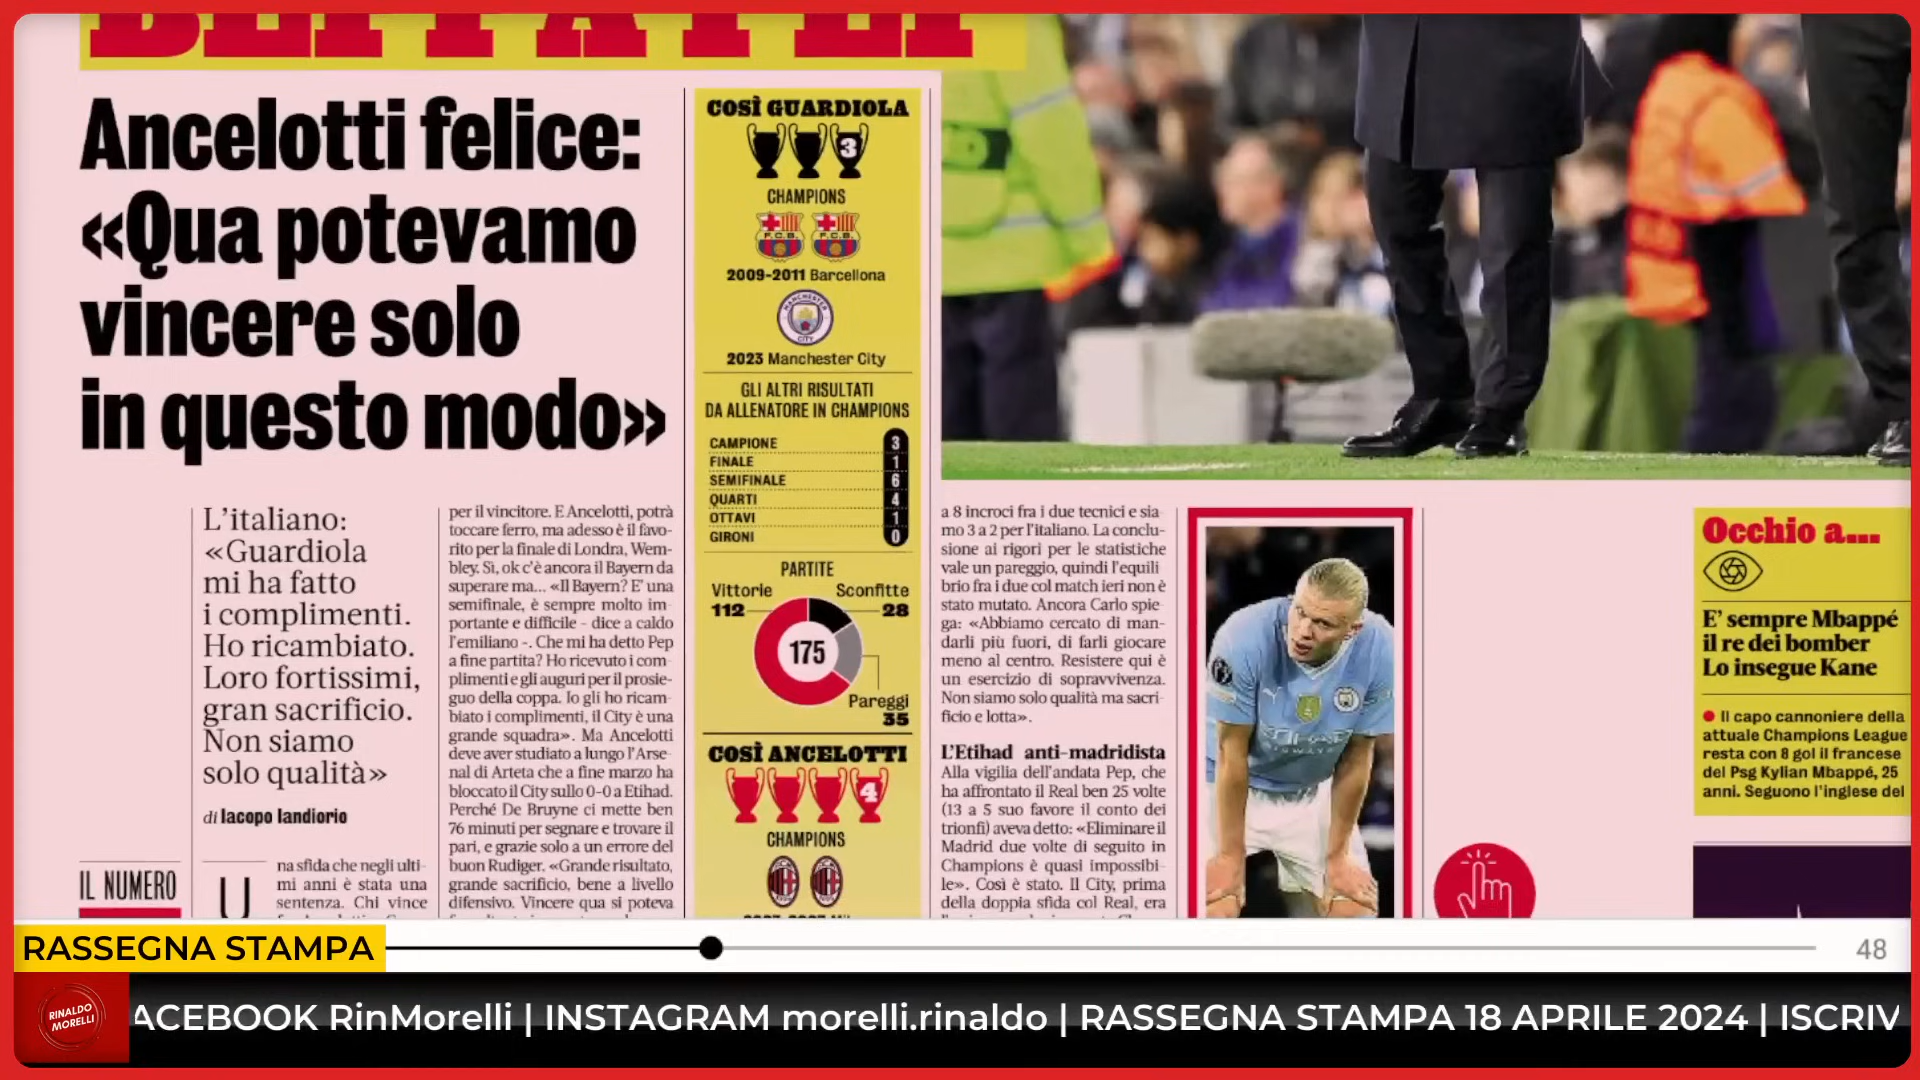 Ancelotti felice:
«Qua potevamo
vincere solo
in questo modo»
L'italiano:
«Guardiola
mi ha fatto
i complimenti.
Ho ricambiato.
Loro fortissimi,
gran sacrificio.
Non siamo
solo qualità»
di Iacopo Iandiorio
IL NUMERO
U
na sfida che negli ulti-
mi anni è stata una
sentenza. Chi vince
per il vincitore. E Ancelotti, potrà
toccare ferro, ma adesso è il favo-
rito per la finale di Londra, Wem-
bley. Sì, ok c'è ancora il Bayern da
superare ma... «Il Bayern? E' una
semifinale, è sempre molto im-
portante e difficile - dice a caldo
l'emiliano -. Che mi ha detto Pep
a fine partita? Ho ricevuto i com-
plimenti e gli auguri per il prosie-
guo della coppa. Io gli ho ricam-
biato i complimenti, il City è una
grande squadra». Ma Ancelotti
deve aver studiato a lungo l'Arse-
nal di Arteta che a fine marzo ha
bloccato il City sullo 0-0 a Etihad.
Perché De Bruyne ci mette ben
76 minuti per segnare e trovare il
pari, e grazie solo a un errore del
buon Rudiger. «Grande risultato,
grande sacrificio, bene a livello
difensivo. Vincere qua si poteva
COSÌ GUARDIOLA
3
CHAMPIONS
F.C.B. F.C.B.
2009-2011 Barcellona
MANCHESTER
CITY
2023 Manchester City
GLI ALTRI RISULTATI
DA ALLENATORE IN CHAMPIONS
CAMPIONE 3
FINALE 1
SEMIFINALE 6
QUARTI 4
OTTAVI 1
GIRONI 0
PARTITE
Vittorie Sconfitte
112 28
175
Pareggi
35
COSÌ ANCELOTTI
4
CHAMPIONS
a 8 incroci fra i due tecnici e sia-
mo 3 a 2 per l'italiano. La conclu-
sione ai rigori per le statistiche
vale un pareggio, quindi l'equili
brio fra i due col match ieri non è
stato mutato. Ancora Carlo spie-
ga: «Abbiamo cercato di man-
darli più fuori, di farli giocare
meno al centro. Resistere qui è
un esercizio di sopravvivenza.
Non siamo solo qualità ma sacri-
ficio e lotta».
L'Etihad anti-madridista
Alla vigilia dell'andata Pep, che
ha affrontato il Real ben 25 volte
(13 a 5 suo favore il conto dei
trionfi) aveva detto: «Eliminare il
Madrid due volte di seguito in
Champions è quasi impossibi-
le». Così è stato. Il City, prima
della doppia sfida col Real, era
Occhio a...
E' sempre Mbappé
il re dei bomber
Lo insegue Kane
Il capo cannoniere della
attuale Champions League
resta con 8 gol il francese
del Psg Kylian Mbappé, 25
anni. Seguono l'inglese del
RASSEGNA STAMPA
48
RINALDO
MORELLI
ACEBOOK RinMorelli | INSTAGRAM morelli.rinaldo | RASSEGNA STAMPA 18 APRILE 2024 | ISCRIV